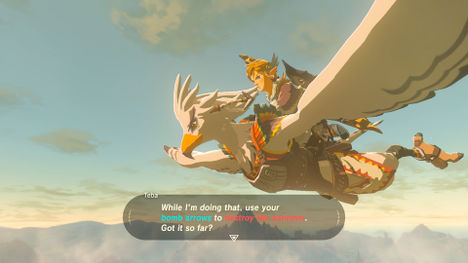 Teba
While I'm doing that, use your
bomb arrows to destroy the cannons.
Got it so far?